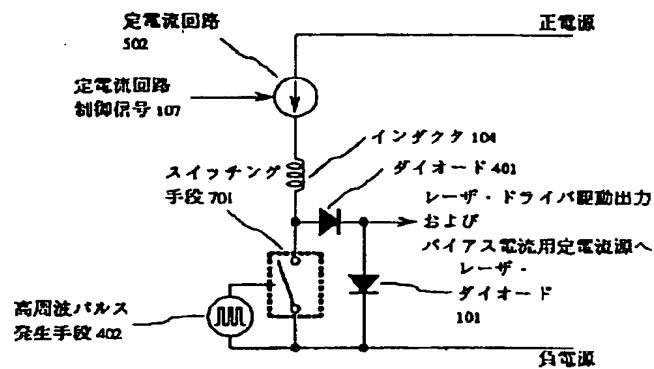 定電流回路
502
正電源
定電流回路
制御信号 107
インダクタ 104
スイッチング
手段 701
ダイオード 401
レーザ・ドライバ駆動出力
および
バイアス電流用定電流源へ
レーザ・
ダイオード
101
高周波パルス
発生手段 402
負電源